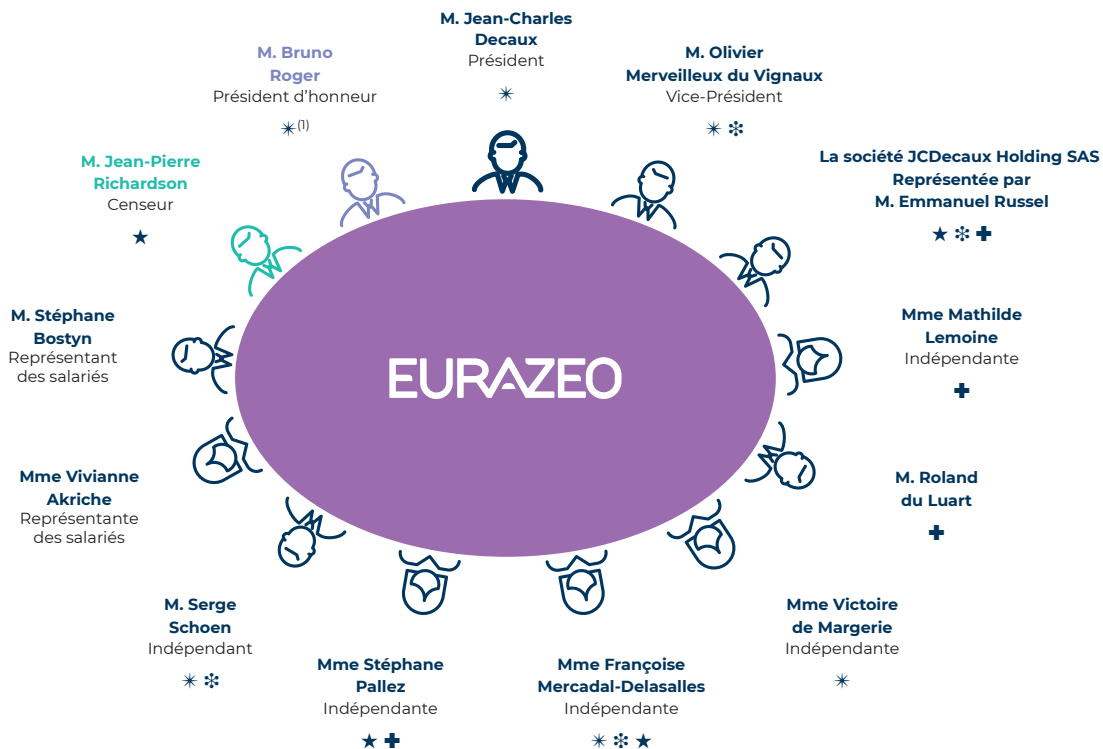 M. Jean-Charles
Decaux
Président
✴
M. Bruno
Roger
Président d’honneur
✴(1)
M. Olivier
Merveilleux du Vignaux
Vice-Président
✴ ❇
M. Jean-Pierre
Richardson
Censeur
★
La société JCDecaux Holding SAS
Représentée par
M. Emmanuel Russel
★ ❇ ✚
M. Stéphane
Bostyn
Représentant
des salariés
Mme Mathilde
Lemoine
Indépendante
✚
EURAZEO
Mme Vivianne
Akriche
Représentante
des salariés
M. Roland
du Luart
✚
M. Serge
Schoen
Indépendant
✴ ❇
Mme Stéphane
Pallez
Indépendante
★ ✚
Mme Françoise
Mercadal-Delasalles
Indépendante
✴ ❇ ★
Mme Victoire
de Margerie
Indépendante
✴